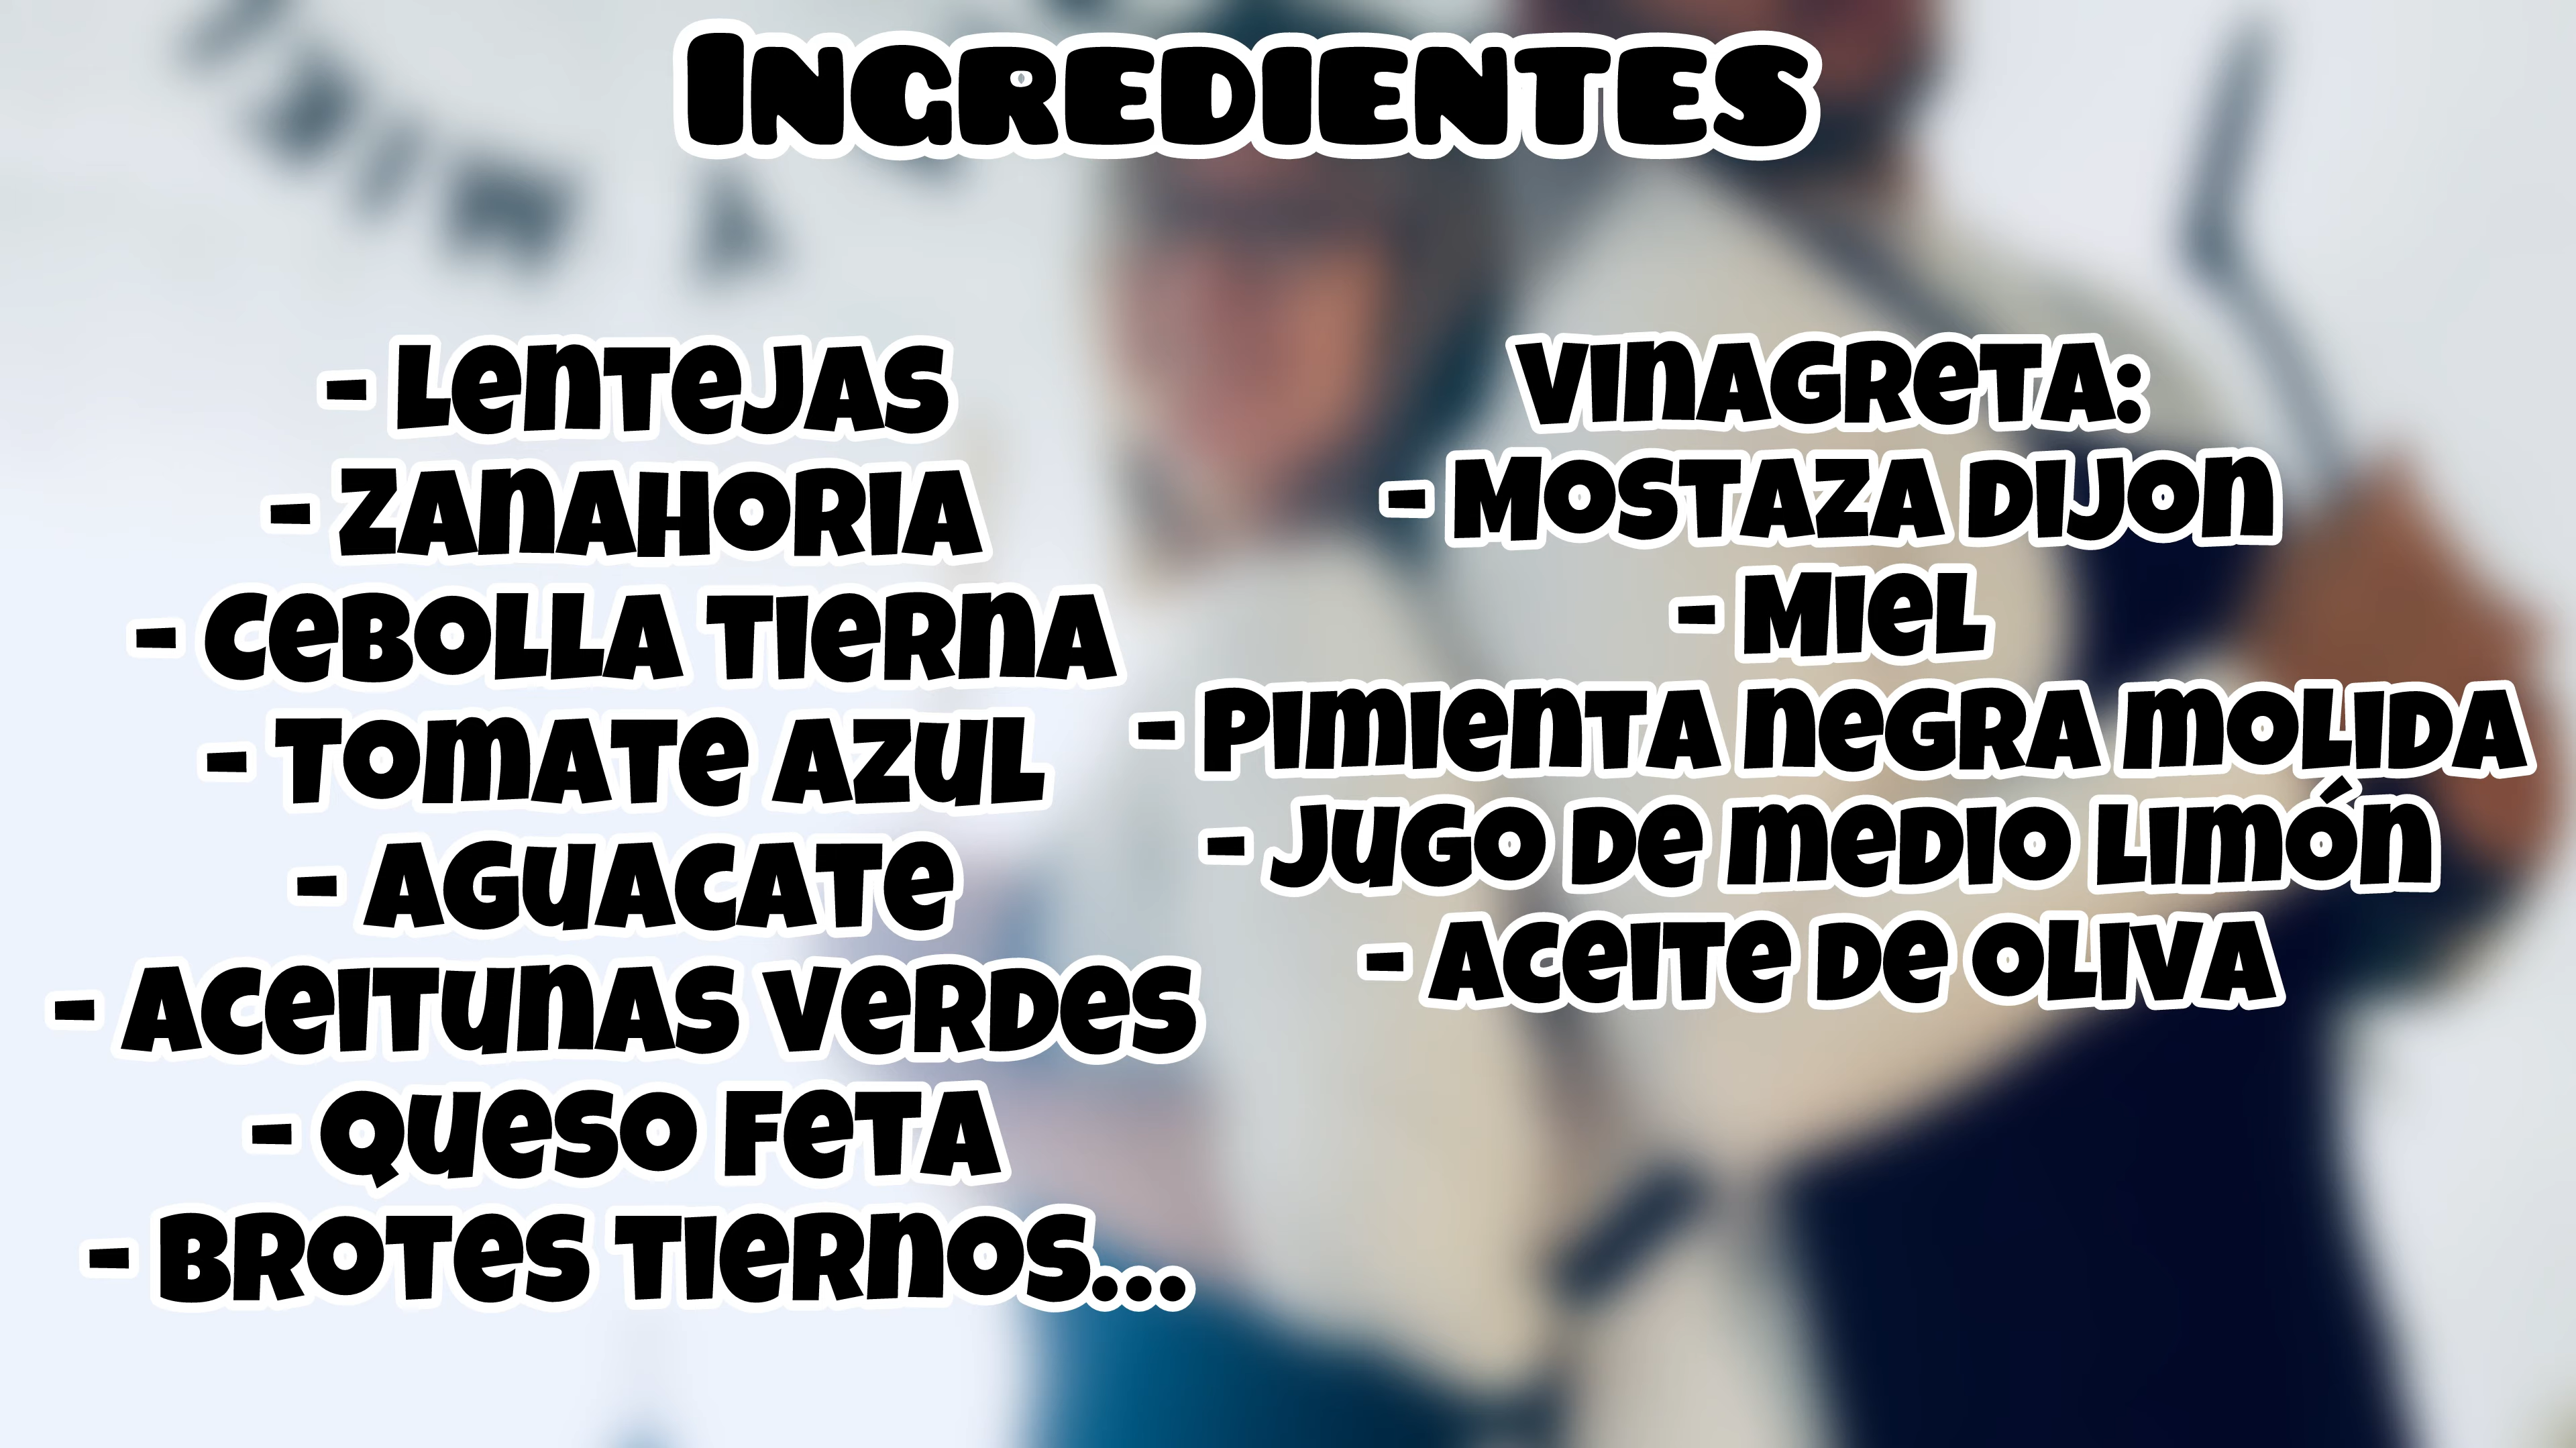 Ingredientes
- Lentejas
- Zanahoria
- Cebolla tierna
- Tomate azul
- Aguacate
- Aceitunas verdes
- Queso feta
- Brotes tiernos...
Vinagreta:
- Mostaza Dijon
- Miel
- Pimienta negra molida
- Jugo de medio limón
- Aceite de oliva